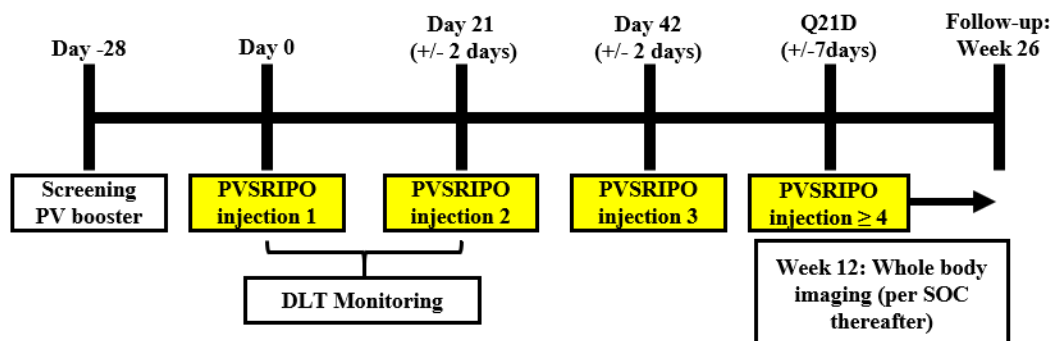 Day -28
Day 0
Day 21
(+/- 2 days)
Day 42
(+/- 2 days)
Q21D
(+/-7days)
Follow-up:
Week 26
Screening
PV booster
PVSRIPO
injection 1
PVSRIPO
injection 2
PVSRIPO
injection 3
PVSRIPO
injection ≥ 4
DLT Monitoring
Week 12: Whole body
imaging (per SOC
thereafter)